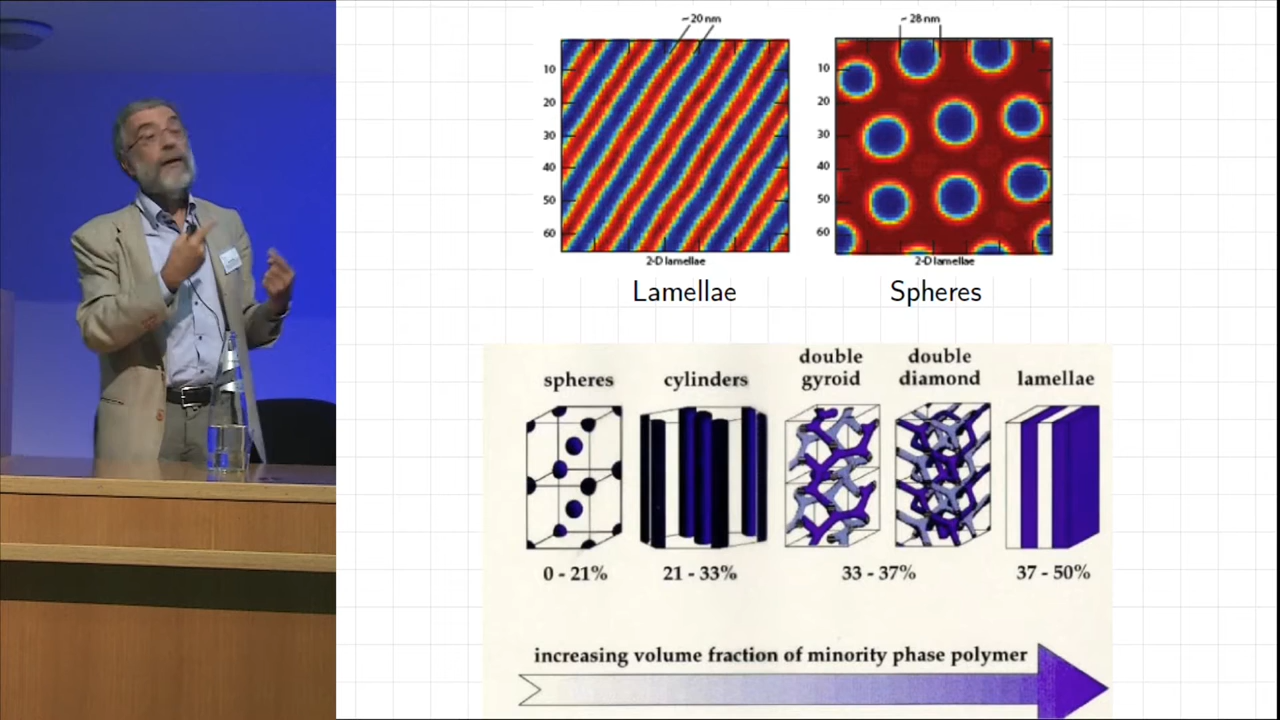 ~20 nm
~ 28 nm
10
20
30
40
50
60
2-D lamellae
10
20
30
40
50
60
2-D lamellae
Lamellae
Spheres
spheres
cylinders
double
gyroid
double
diamond
lamellae
0 - 21%
21 - 33%
33 - 37%
37 - 50%
increasing volume fraction of minority phase polymer